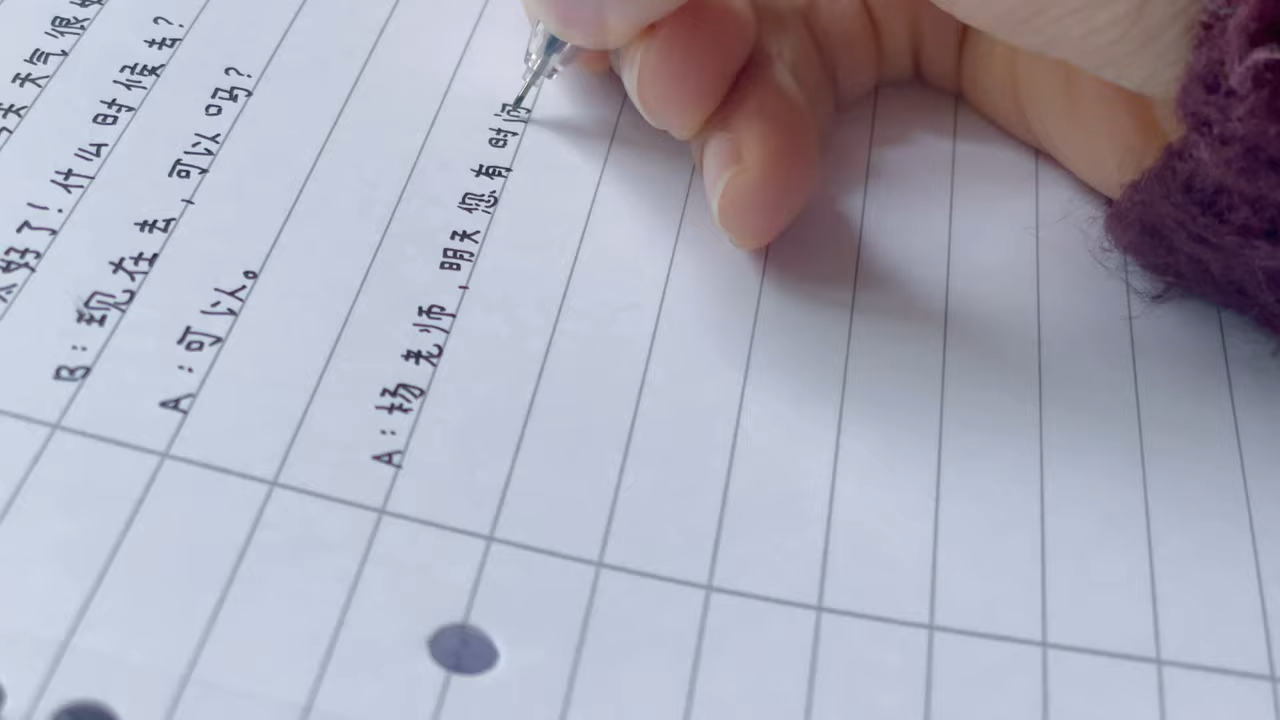 天天气很
好了！什么时候去？
B：现在去，可以吗？
A：可以。
A：杨老师，明天您有时间